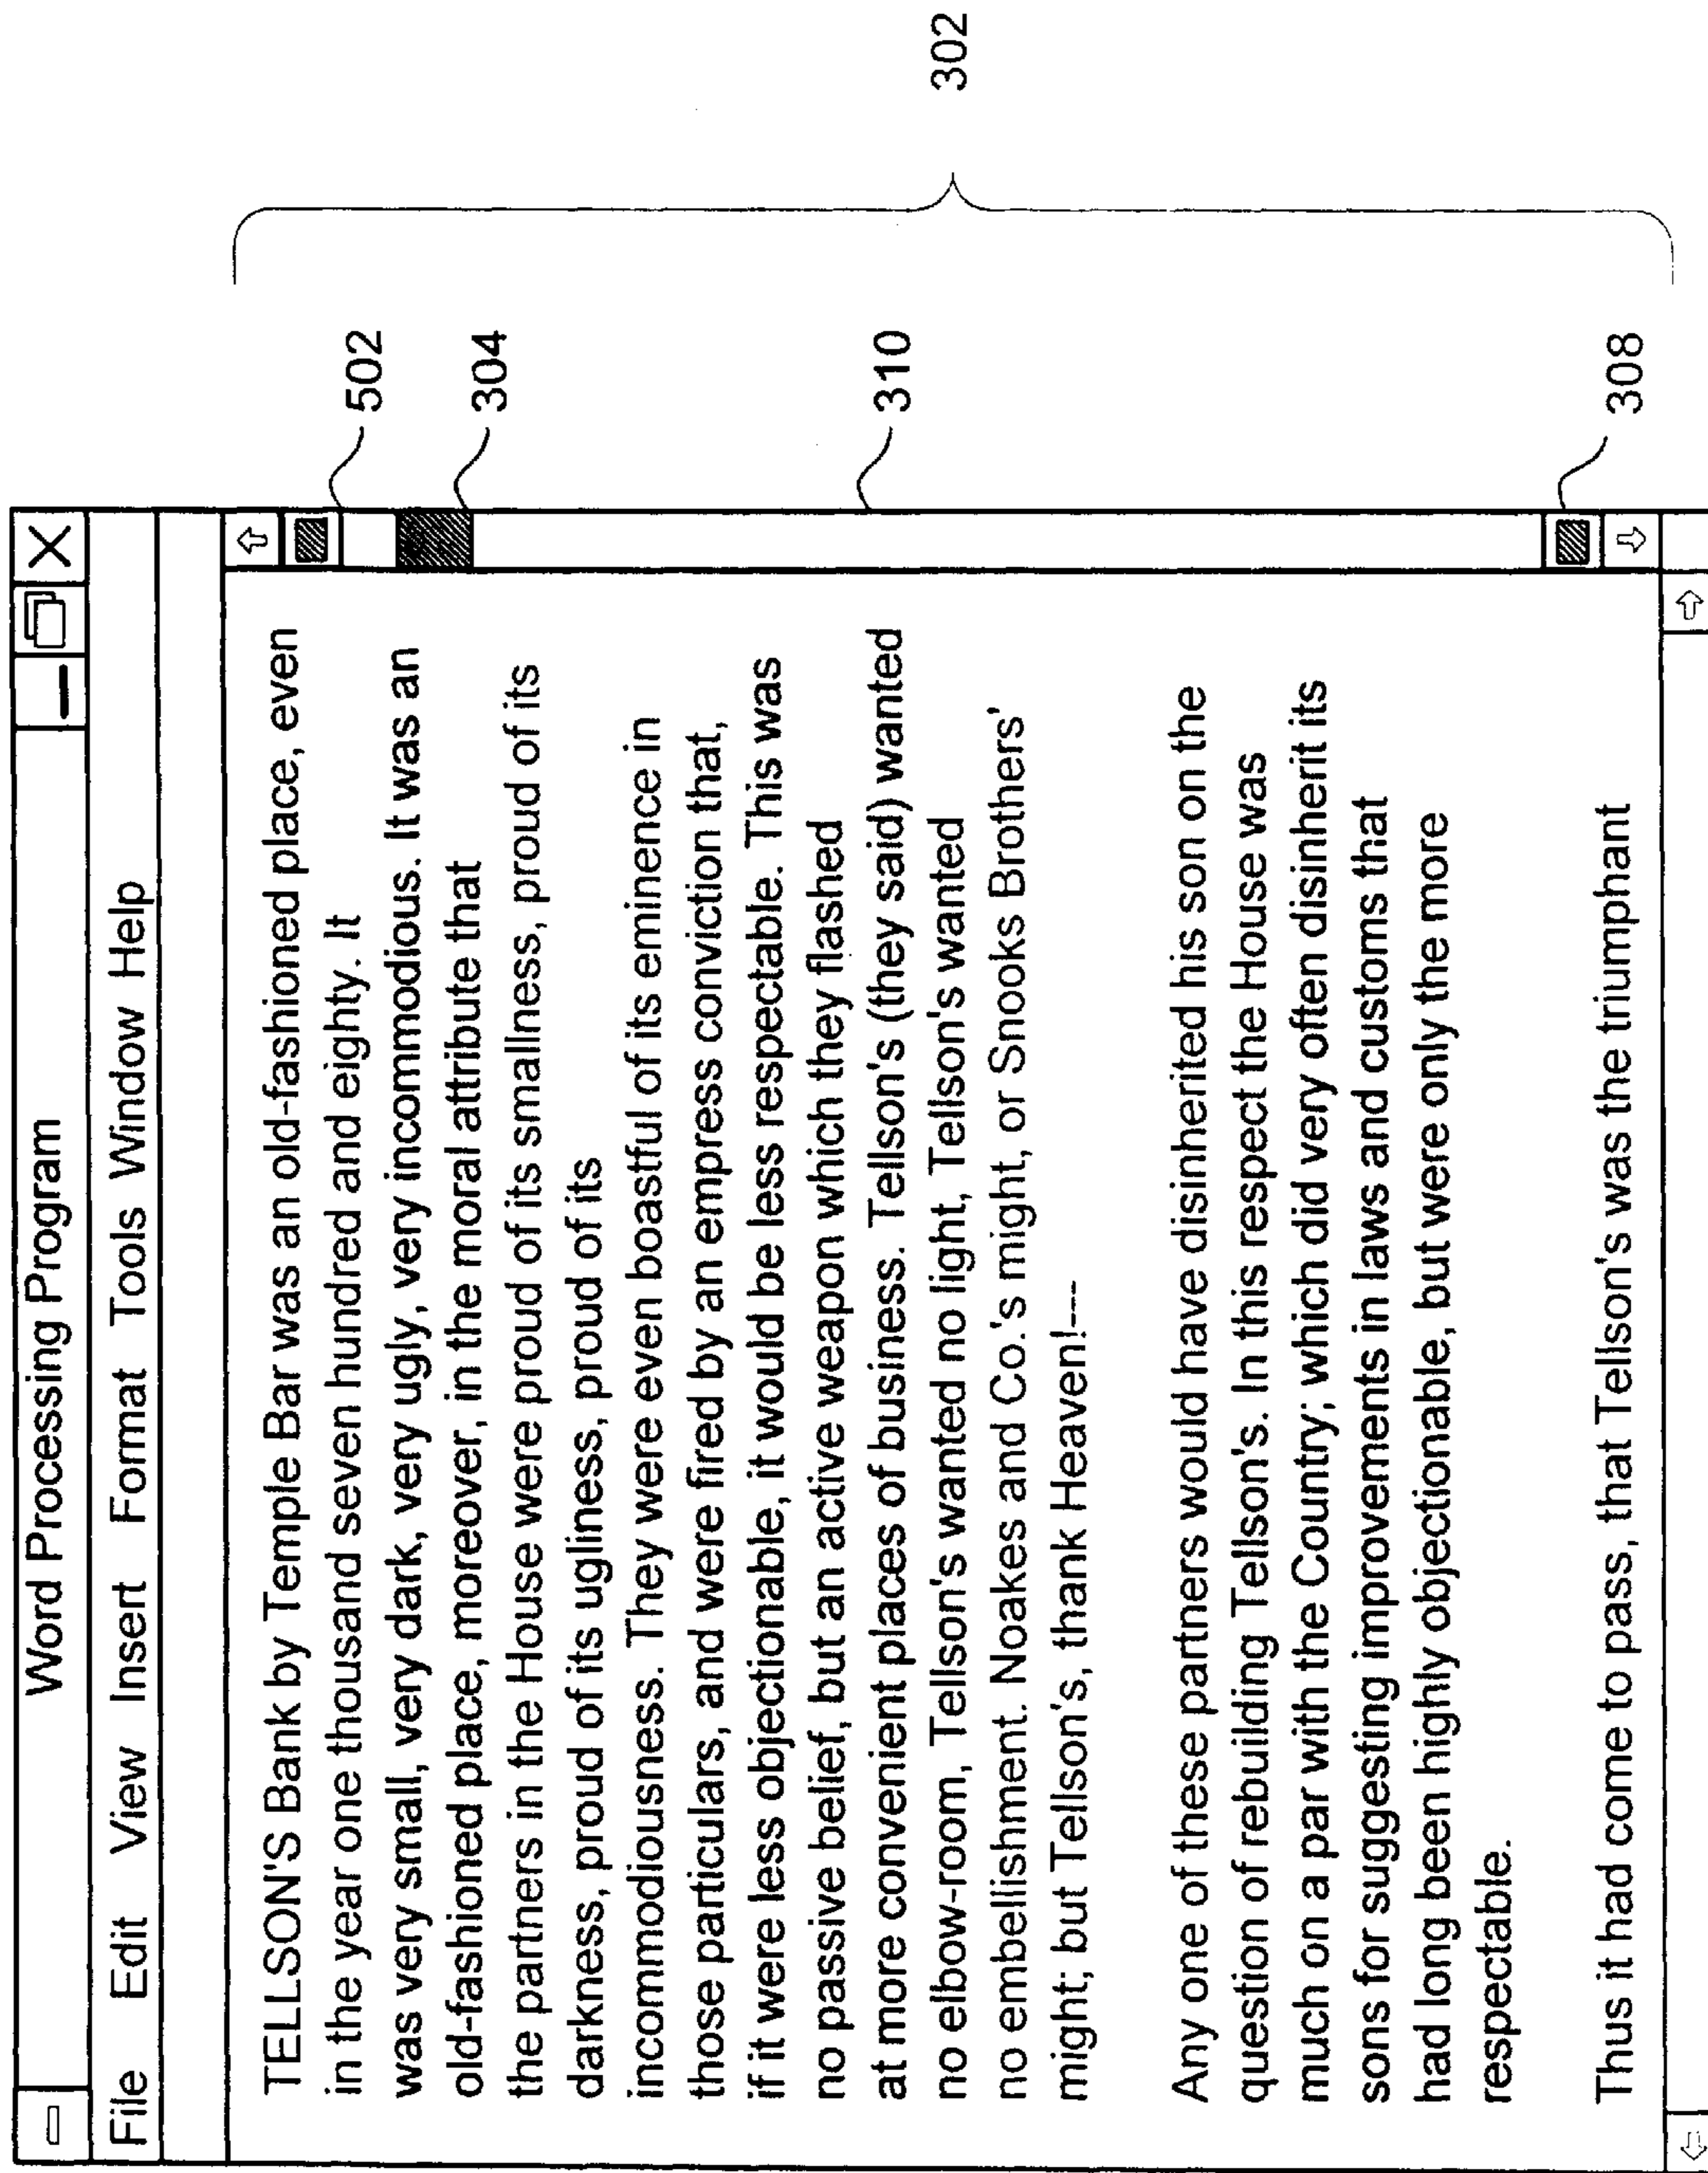 Word Processing Program
File Edit View Insert Format Tools Window Help
TELLSON'S Bank by Temple Bar was an old-fashioned place, even
in the year one thousand seven hundred and eighty. It
was very small, very dark, very ugly, very incommodious. It was an
old-fashioned place, moreover, in the moral attribute that
the partners in the House were proud of its smallness, proud of its
darkness, proud of its ugliness, proud of its
incommodiousness. They were even boastful of its eminence in
those particulars, and were fired by an empress conviction that,
if it were less objectionable, it would be less respectable. This was
no passive belief, but an active weapon which they flashed
at more convenient places of business. Tellson's (they said) wanted
no elbow-room, Tellson's wanted no light, Tellson's wanted
no embellishment. Noakes and Co.'s might, or Snooks Brothers'
might; but Tellson's, thank Heaven!---
Any one of these partners would have disinherited his son on the
question of rebuilding Tellson's. In this respect the House was
much on a par with the Country; which did very often disinherit its
sons for suggesting improvements in laws and customs that
had long been highly objectionable, but were only the more
respectable.
Thus it had come to pass, that Tellson's was the triumphant
502
304
310
308
302